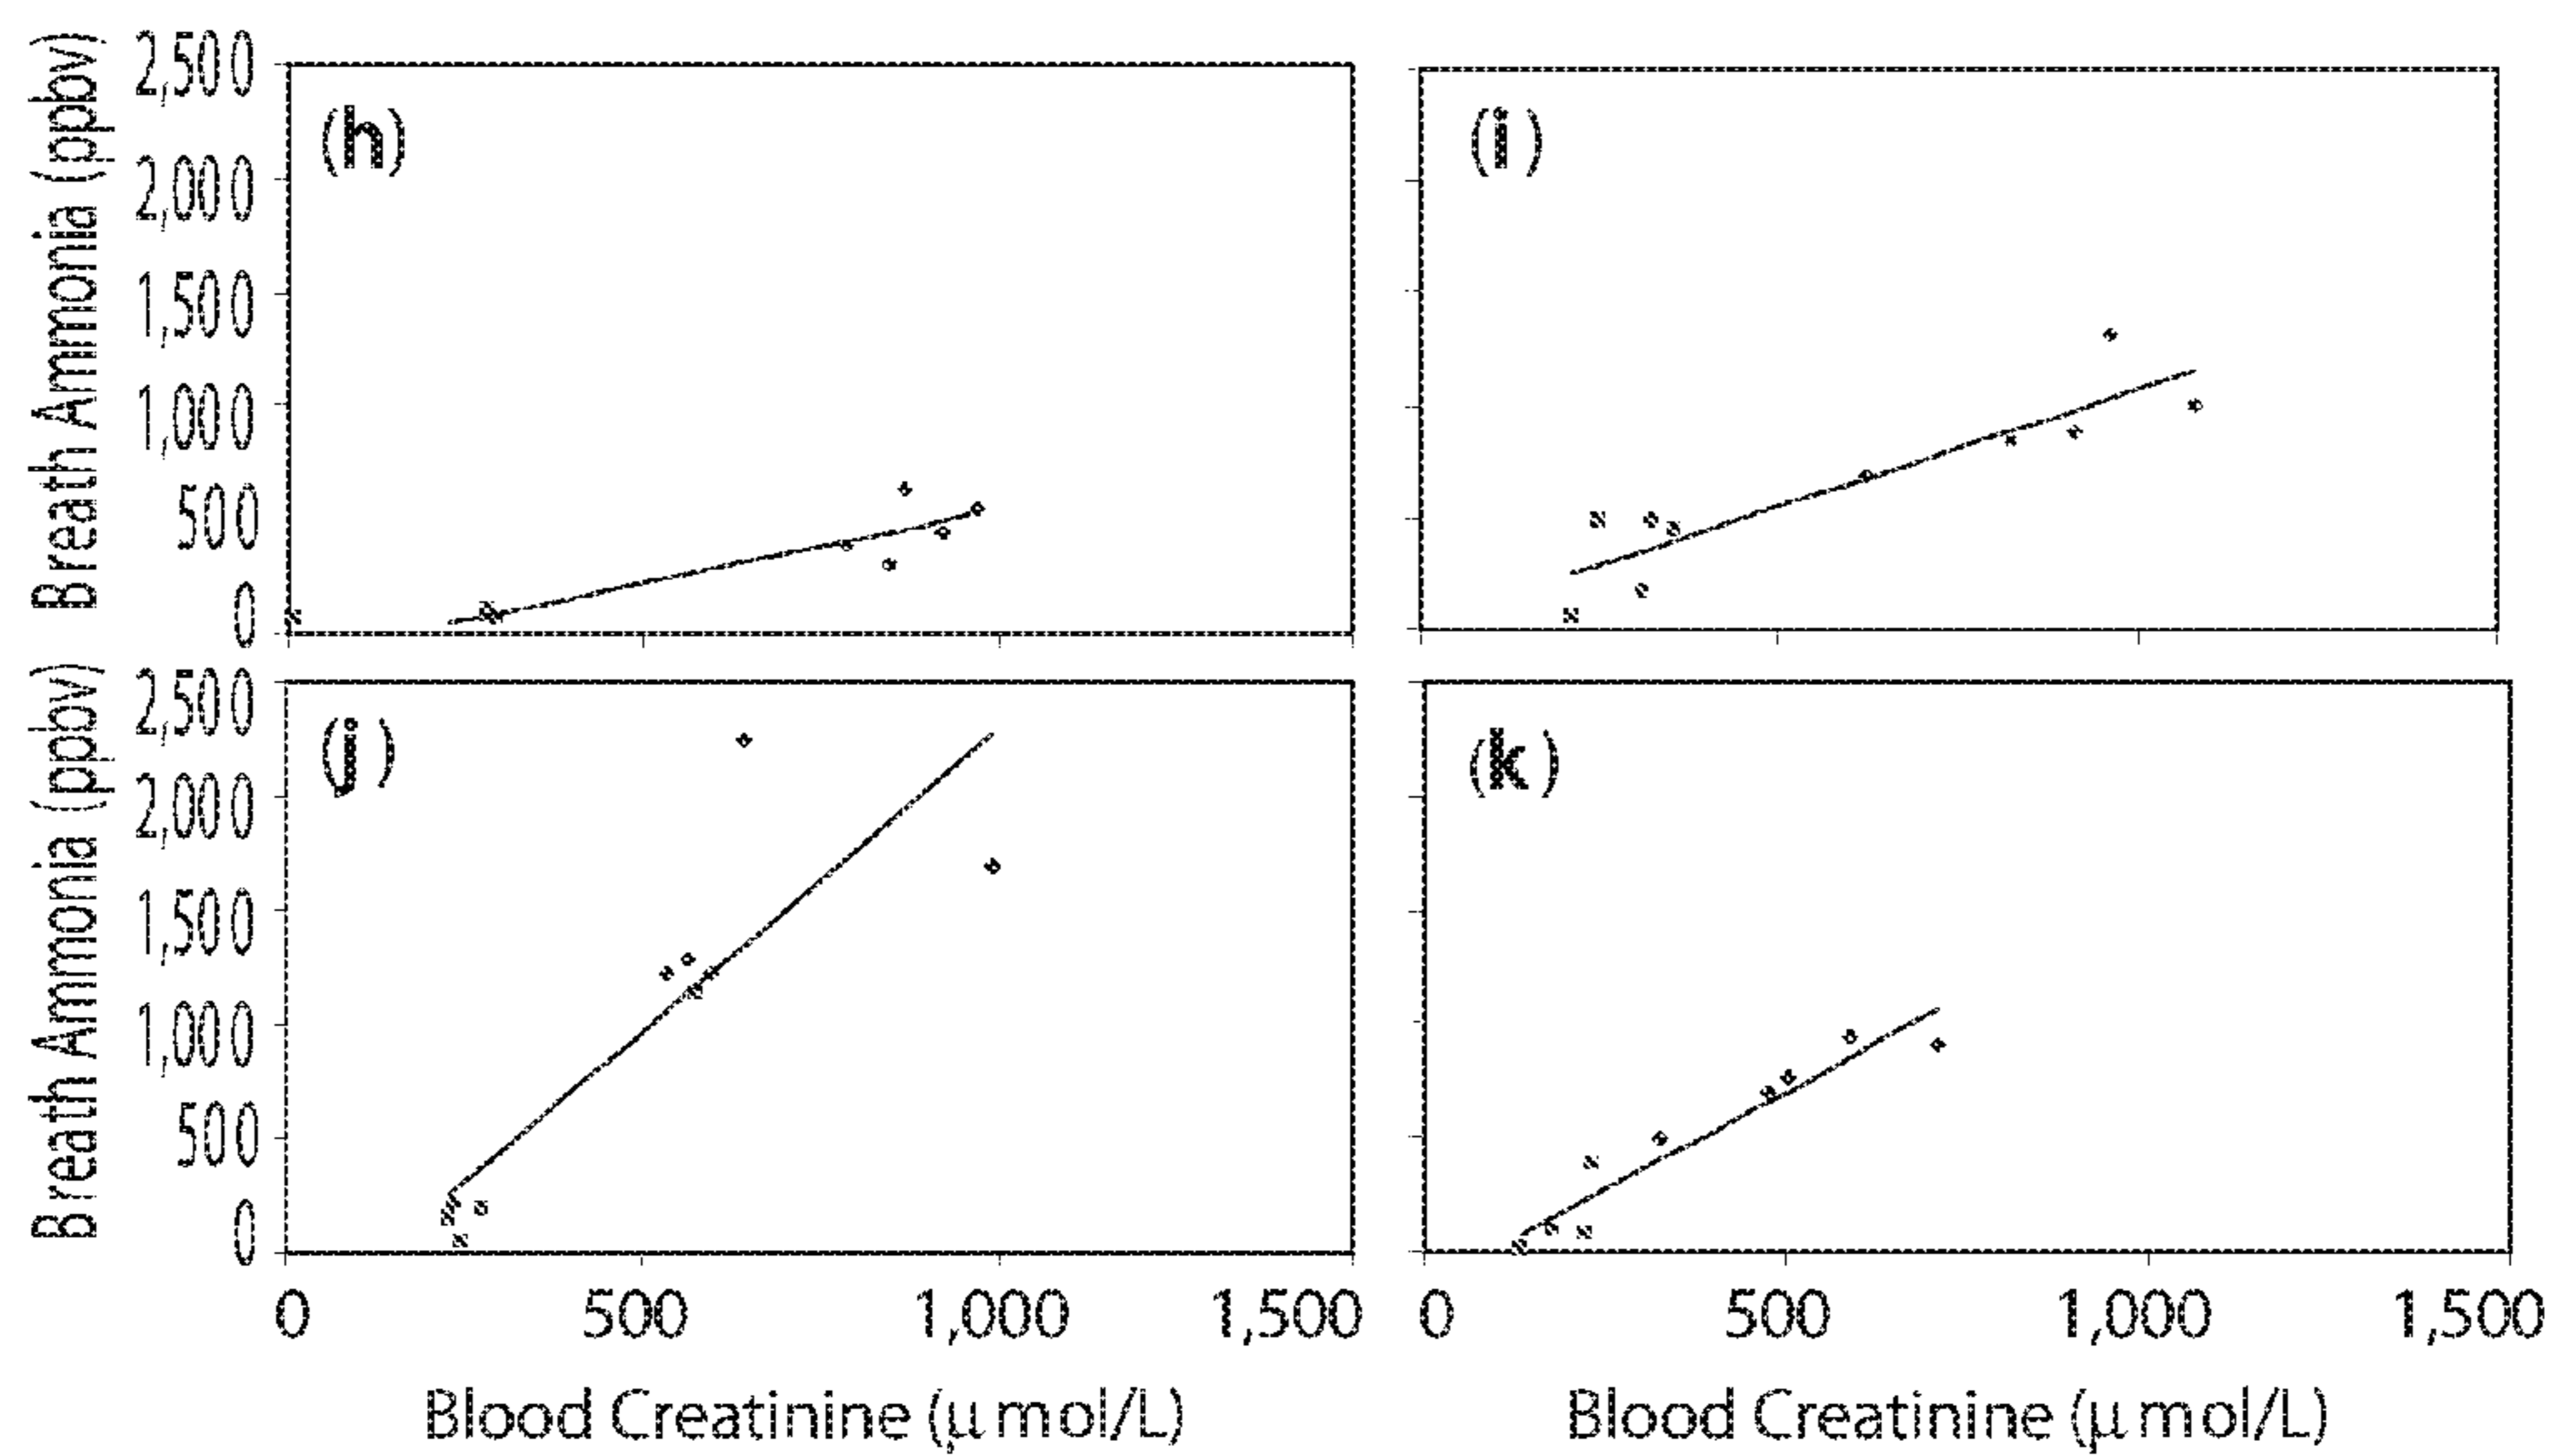 Breath Ammonia (ppbv)
2,500
2,000
1,500
1,000
500
0
(h)
(i)
Breath Ammonia (ppbv)
2,500
2,000
1,500
1,000
500
0
(j)
(k)
0 500 1,000 1,500
0 500 1,000 1,500
Blood Creatinine (μmol/L)
Blood Creatinine (μmol/L)